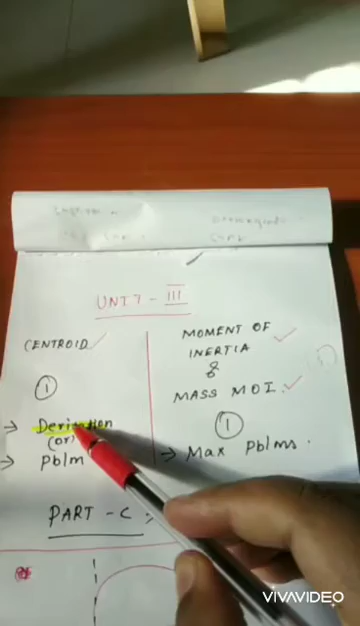 UNIT - III
CENTROID
①
→ Derivation
(or)
→ Pblm
MOMENT OF
INERTIA
&
MASS MOI.
①
→ Max Pblms.
PART - C :
VIVAVIDEO